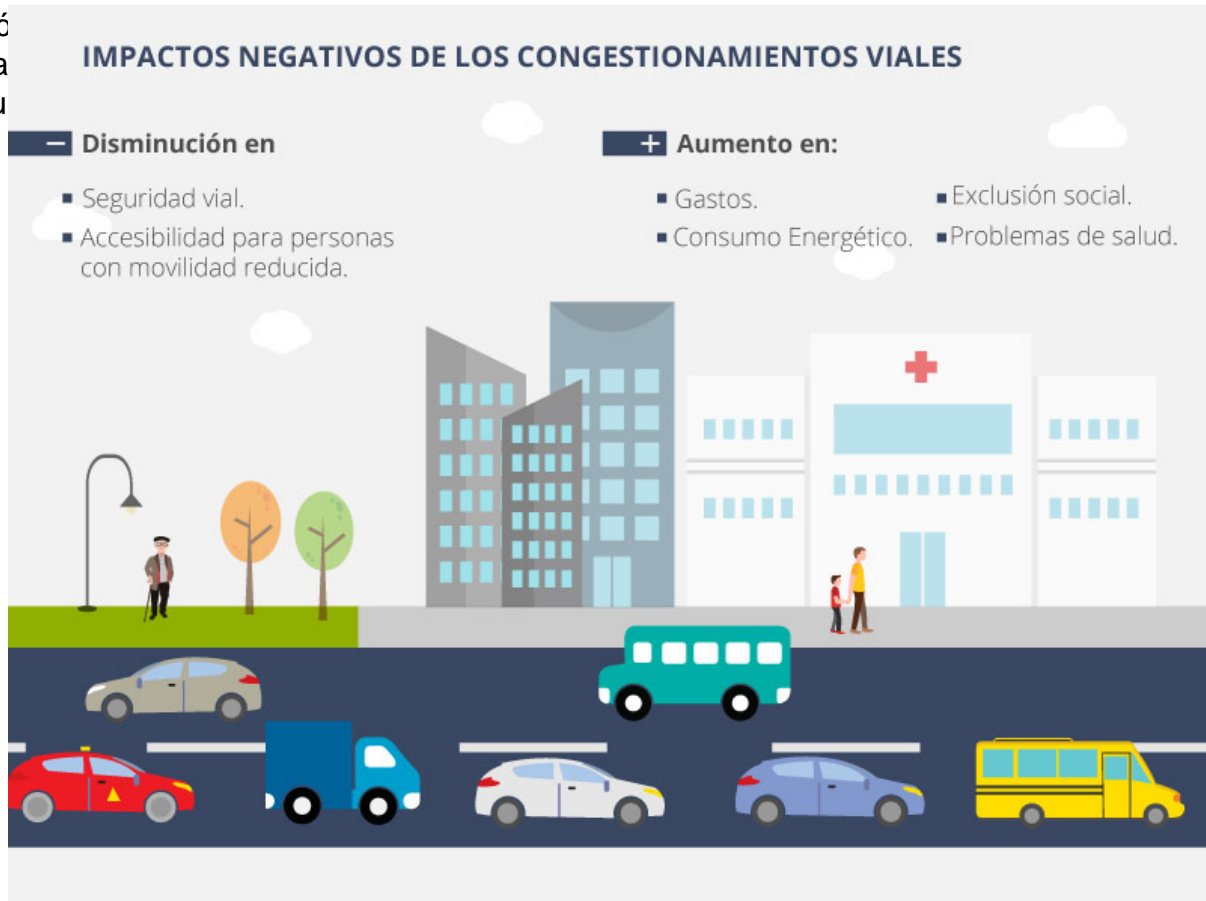 IMPACTOS NEGATIVOS DE LOS CONGESTIONAMIENTOS VIALES
− Disminución en
▪ Seguridad vial.
▪ Accesibilidad para personas
con movilidad reducida.
+ Aumento en:
▪ Gastos.
▪ Consumo Energético.
▪ Exclusión social.
▪ Problemas de salud.